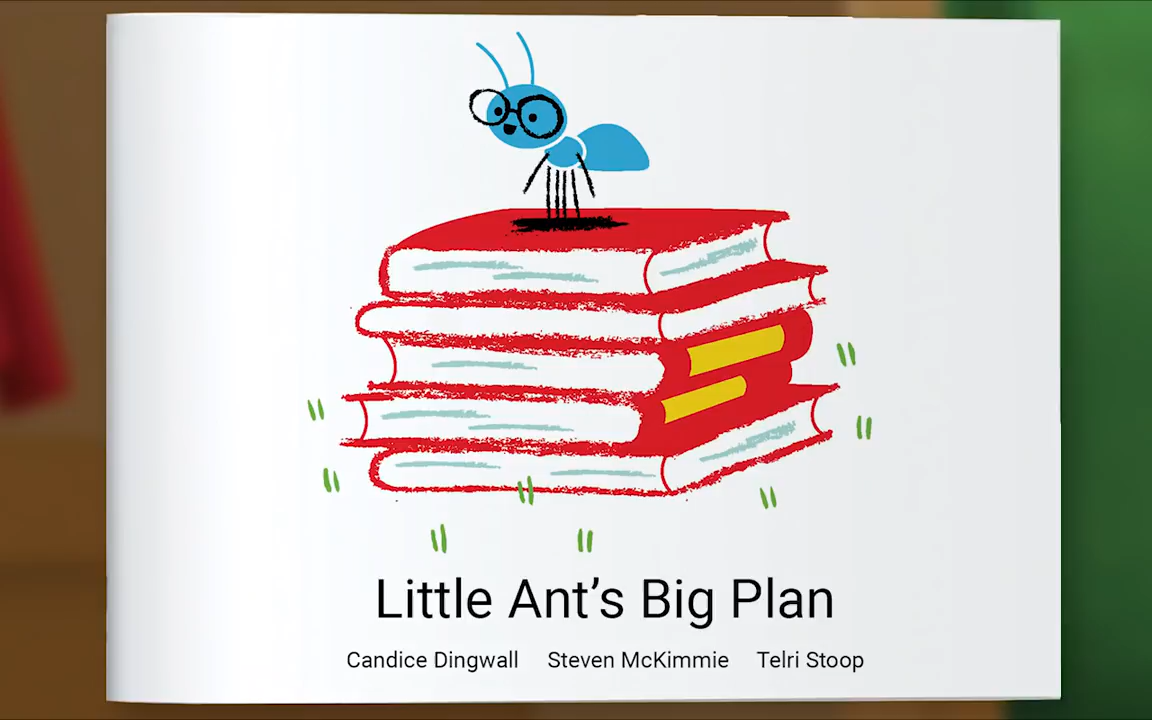 Little Ant’s Big Plan
Candice Dingwall Steven McKimmie Telri Stoop